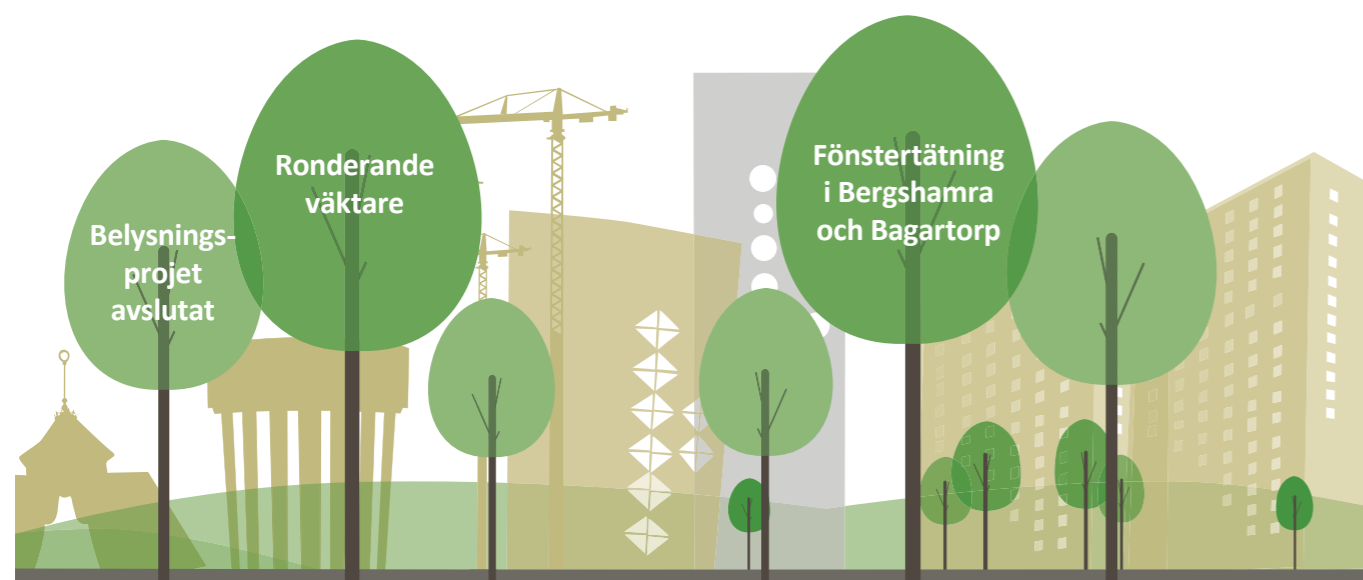 Belysnings-
projet
avslutat
Ronderande
väktare
Fönstertätning
i Bergshamra
och Bagartorp